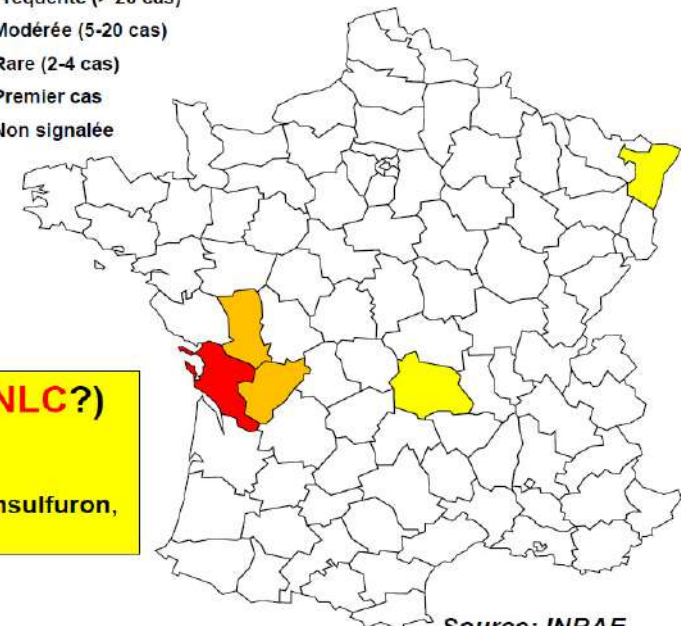 Modérée (5-20 cas)
Rare (2-4 cas)
Premier cas
Non signalée
NLC?)
nsulfuron,
Source: INRAE